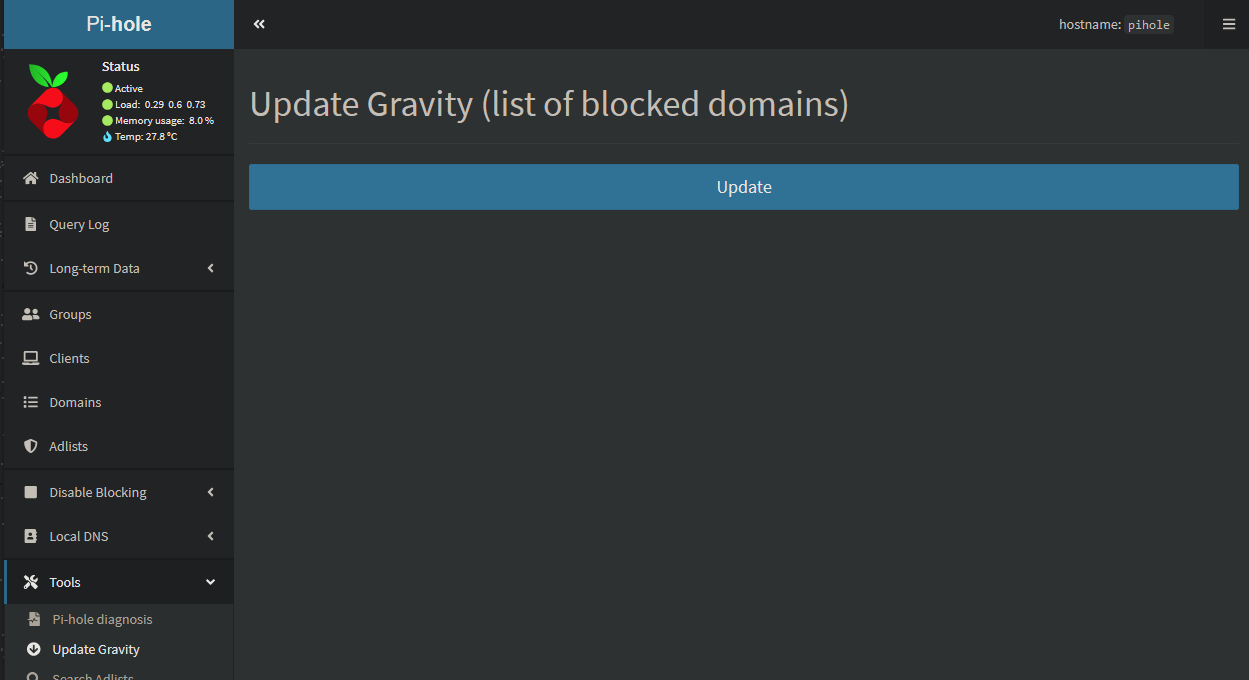 Pi-hole
hostname: pihole
Status
Active
Load: 0.29 0.6 0.73
Memory usage: 8.0 %
Temp: 27.8 °C
Dashboard
Query Log
Long-term Data
Groups
Clients
Domains
Adlists
Disable Blocking
Local DNS
Tools
Pi-hole diagnosis
Update Gravity
Search Adlists
Update Gravity (list of blocked domains)
Update